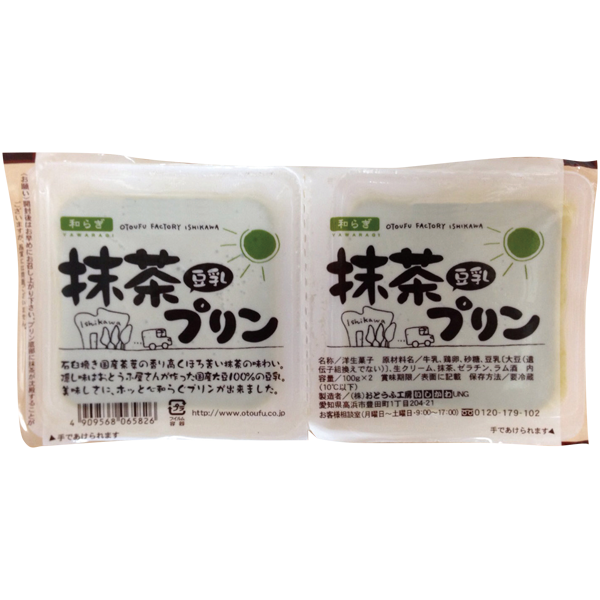 和らぎ
YAWARAGI
OTOUFU FACTORY ISHIKAWA
抹茶
豆乳
プリン
Ishikawa
石臼挽き国産茶葉の香り高くほろ苦い抹茶の味わい。
隠し味はおとうふ屋さんが作った国産大豆100%の豆乳。
美味しくて、ホッと心和らぐプリンが出来ました。
4 909568 065826
プラ
http://www.otoufu.co.jp
▲手であけられます
和らぎ
YAWARAGI
OTOUFU FACTORY ISHIKAWA
抹茶
豆乳
プリン
Ishikawa
名称／洋生菓子 原材料名／牛乳、鶏卵、砂糖、豆乳(大豆(遺
伝子組換えでない))、生クリーム、抹茶、ゼラチン、ラム酒 内
容量／100g×2 賞味期限／表面に記載 保存方法／要冷蔵
(10℃以下)
製造者／(株)おとうふ工房いしかわUNG
愛知県高浜市豊田町1丁目204-21
お客様相談室(月曜日〜土曜日・9:00〜17:00) 0120-179-102
手であけられます▲